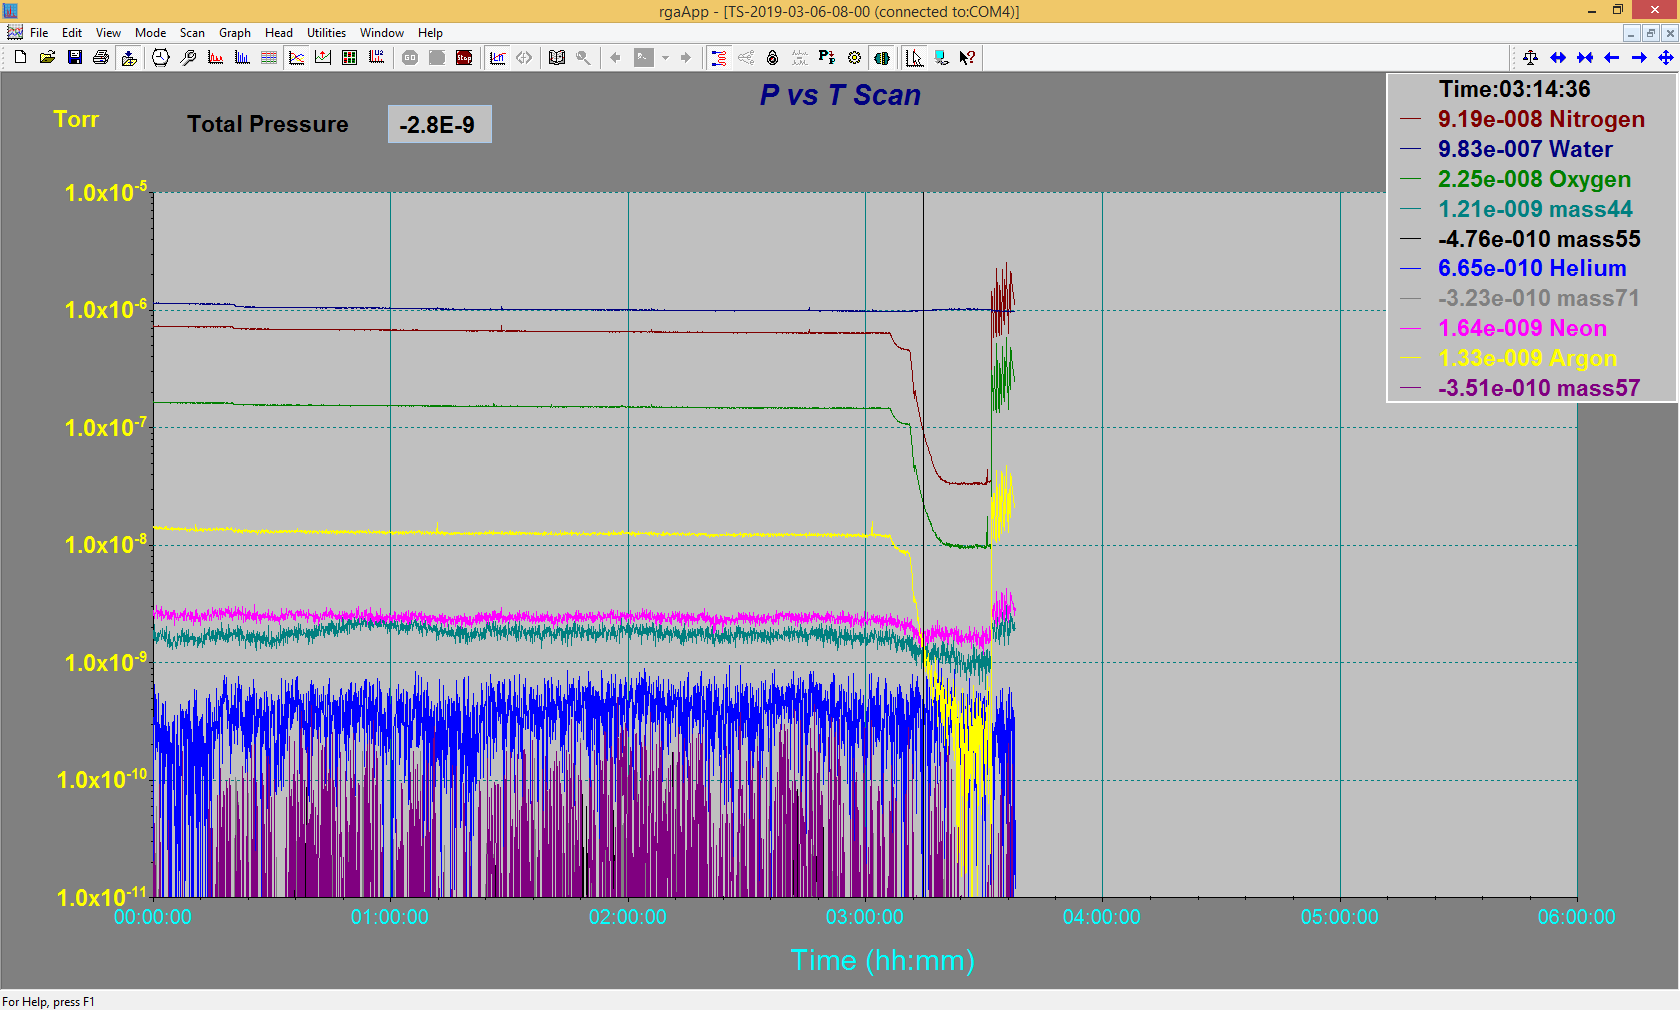 rgaApp - [TS-2019-03-06-08-00 (connected to:COM4)]
File Edit View Mode Scan Graph Head Utilities Window Help
GO Stop
P vs T Scan
Torr
Total Pressure -2.8E-9
Time:03:14:36
9.19e-008 Nitrogen
9.83e-007 Water
2.25e-008 Oxygen
1.21e-009 mass44
-4.76e-010 mass55
6.65e-010 Helium
-3.23e-010 mass71
1.64e-009 Neon
1.33e-009 Argon
-3.51e-010 mass57
1.0x10-5
1.0x10-6
1.0x10-7
1.0x10-8
1.0x10-9
1.0x10-10
1.0x10-11
00:00:00 01:00:00 02:00:00 03:00:00 04:00:00 05:00:00 06:00:00
Time (hh:mm)
For Help, press F1